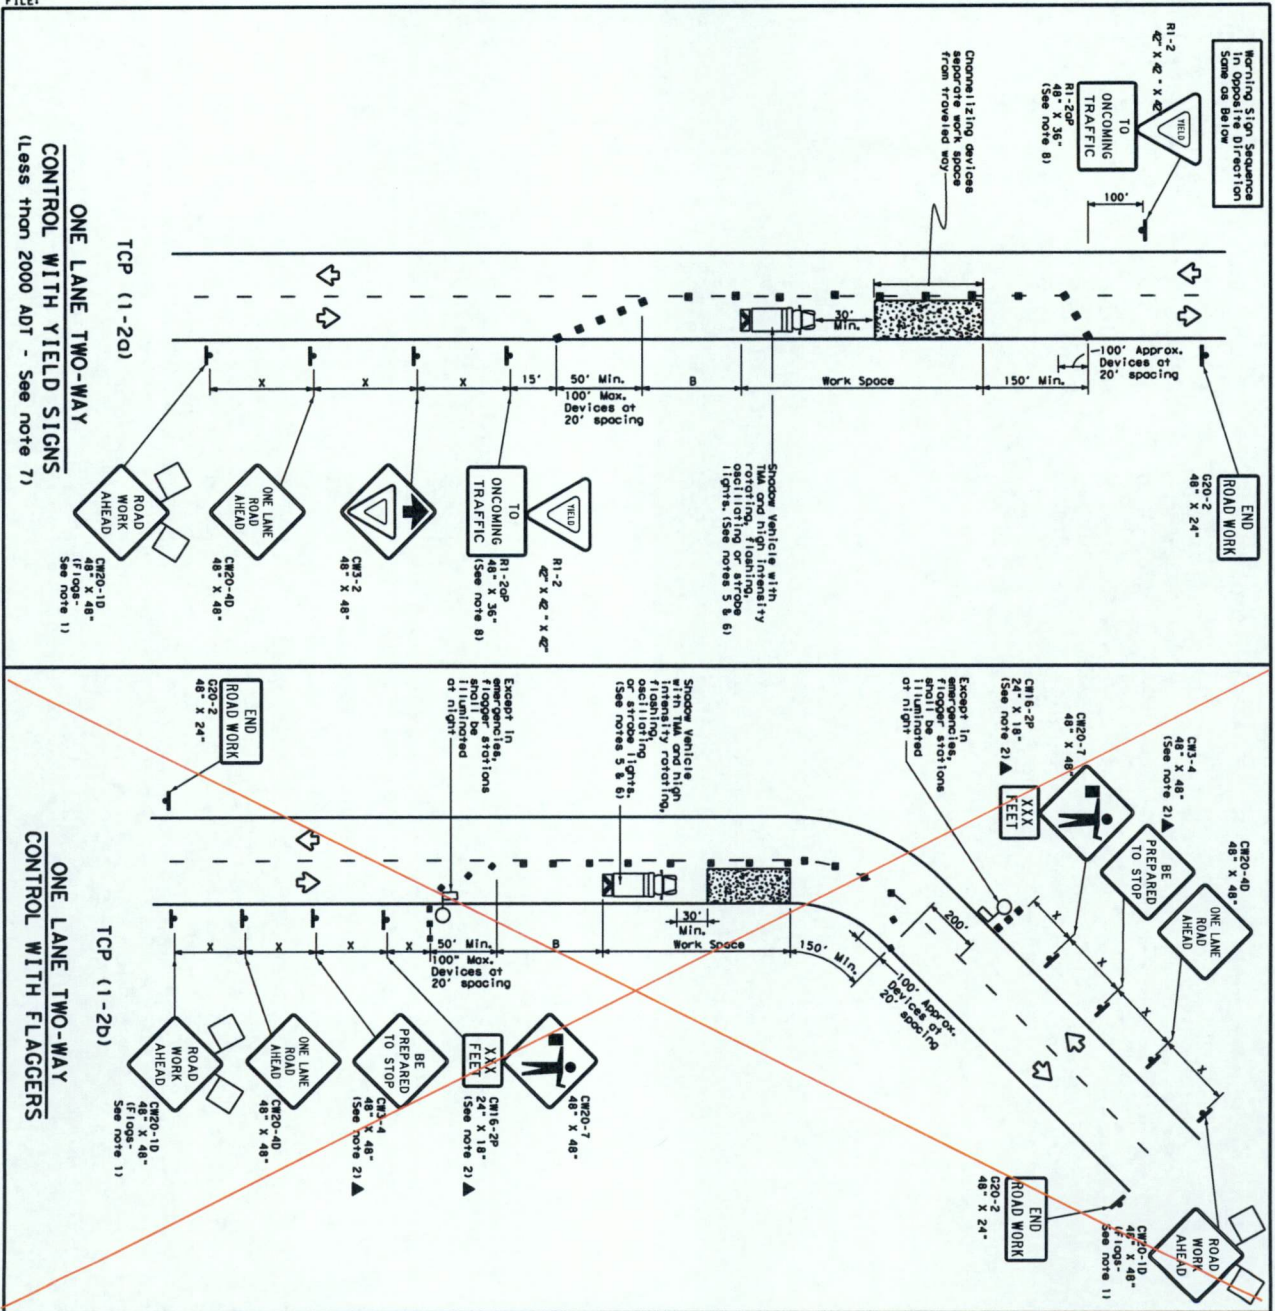 FILE:
Warning Sign Sequence
in Opposite Direction
Same as Below
YIELD
R1-2
42" X 42" X 42"
TO
ONCOMING
TRAFFIC
R1-2aP
48" X 36"
(See note 8)
100'
Channelizing devices
separate work space
from traveled way
30'
Min.
100' Approx.
Devices at
20' spacing
X
X
X
15'
50' Min.
100' Max.
Devices at
20' spacing
B
Work Space
150' Min.
END
ROAD WORK
G20-2
48" X 24"
Shadow Vehicle with
TMA and high intensity
rotating, flashing,
oscillating or strobe
lights. (See notes 5 & 6)
YIELD
R1-2
42" X 42" X 42"
TO
ONCOMING
TRAFFIC
R1-2aP
48" X 36"
(See note 8)
CW3-2
48" X 48"
ONE LANE
ROAD
AHEAD
CW20-4D
48" X 48"
ROAD
WORK
AHEAD
CW20-1D
48" X 48"
(Flags-
See note 1)
TCP (1-2a)
ONE LANE TWO-WAY
CONTROL WITH YIELD SIGNS
(Less than 2000 ADT - See note 7)
CW20-4D
48" X 48"
ONE LANE
ROAD
AHEAD
CW3-4
48" X 48"
(See note 2)▲
BE
PREPARED
TO STOP
CW20-7
48" X 48"
CW16-2P
24" X 18"
(See note 2)▲
XXX
FEET
Except in
emergencies,
flagger stations
shall be
illuminated
at night
200'
X
X
X
ROAD
WORK
AHEAD
CW20-1D
48" X 48"
(Flags-
See note 1)
END
ROAD WORK
G20-2
48" X 24"
100' Approx.
Devices at
20' spacing
150'
Min.
Work Space
30'
Min.
B
50' Min.
100" Max.
Devices at
20' spacing
X
X
X
X
Shadow Vehicle
with TMA and high
intensity rotating,
flashing,
oscillating
or strobe lights.
(See notes 5 & 6)
Except in
emergencies,
flagger stations
shall be
illuminated
at night
END
ROAD WORK
G20-2
48" X 24"
CW20-7
48" X 48"
XXX
FEET
CW16-2P
24" X 18"
(See note 2)▲
BE
PREPARED
TO STOP
CW3-4
48" X 48"
(See note 2)▲
ONE LANE
ROAD
AHEAD
CW20-4D
48" X 48"
ROAD
WORK
AHEAD
CW20-1D
48" X 48"
(Flags-
See note 1)
TCP (1-2b)
ONE LANE TWO-WAY
CONTROL WITH FLAGGERS